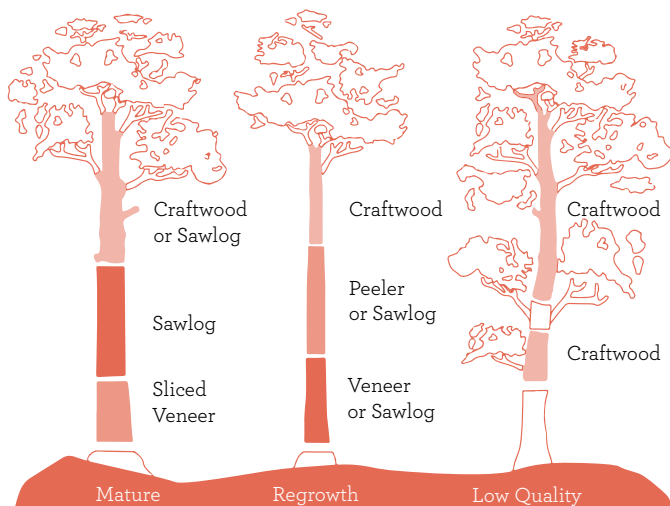 Craftwood
or Sawlog
Sawlog
Sliced
Veneer
Craftwood
Peeler
or Sawlog
Veneer
or Sawlog
Craftwood
Craftwood
Mature
Regrowth
Low Quality